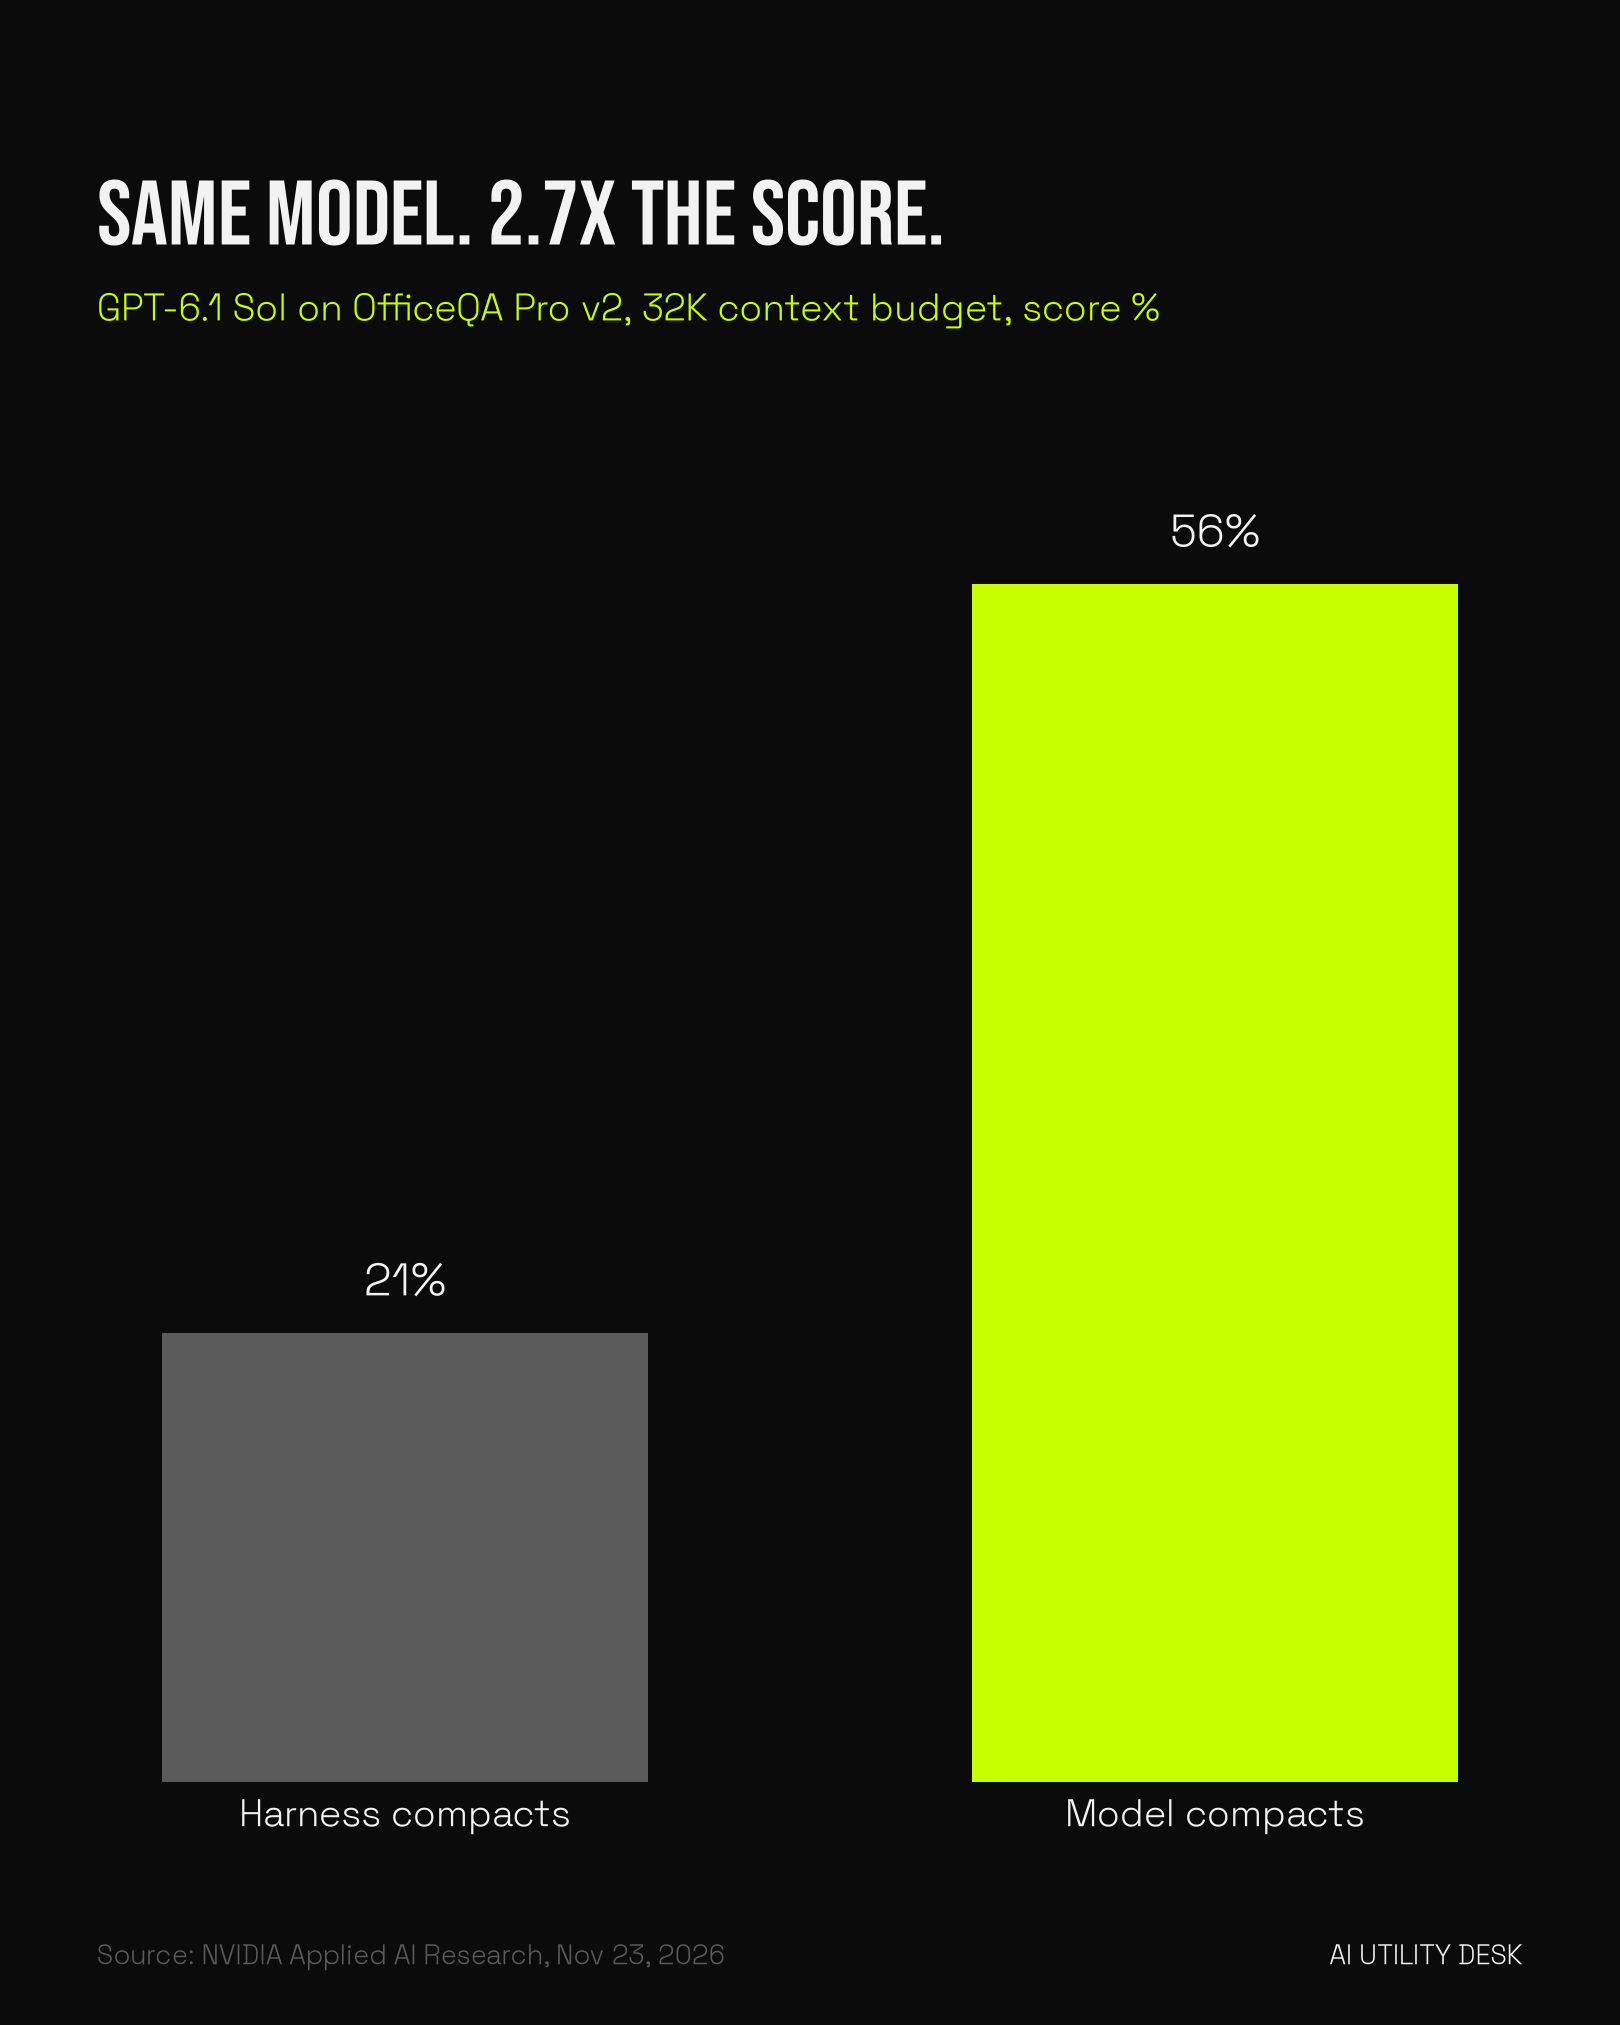 SAME MODEL. 2.7X THE SCORE.
GPT-6.1 Sol on OfficeQA Pro v2, 32K context budget, score %
56%
21%
Harness compacts
Model compacts
Source: NVIDIA Applied AI Research, Nov 23, 2026
AI UTILITY DESK